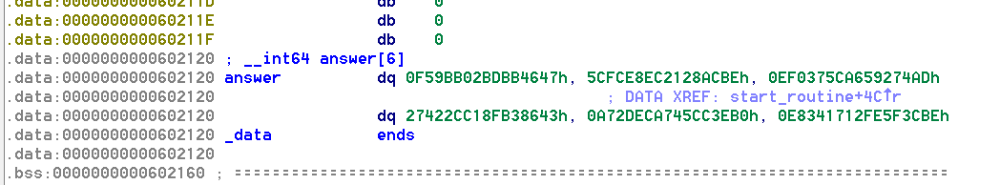 .data:000000000060211D db 0
.data:000000000060211E db 0
.data:000000000060211F db 0
.data:0000000000602120 ; __int64 answer[6]
.data:0000000000602120 answer dq 0F59BB02BDBB4647h, 5CFCE8EC2128ACBEh, 0EF0375CA659274ADh
.data:0000000000602120 ; DATA XREF: start_routine+4C↑r
.data:0000000000602120 dq 27422CC18FB38643h, 0A72DECA745CC3EB0h, 0E8341712FE5F3CBEh
.data:0000000000602120 _data ends
.data:0000000000602120
.bss:0000000000602160 ; ===========================================================================